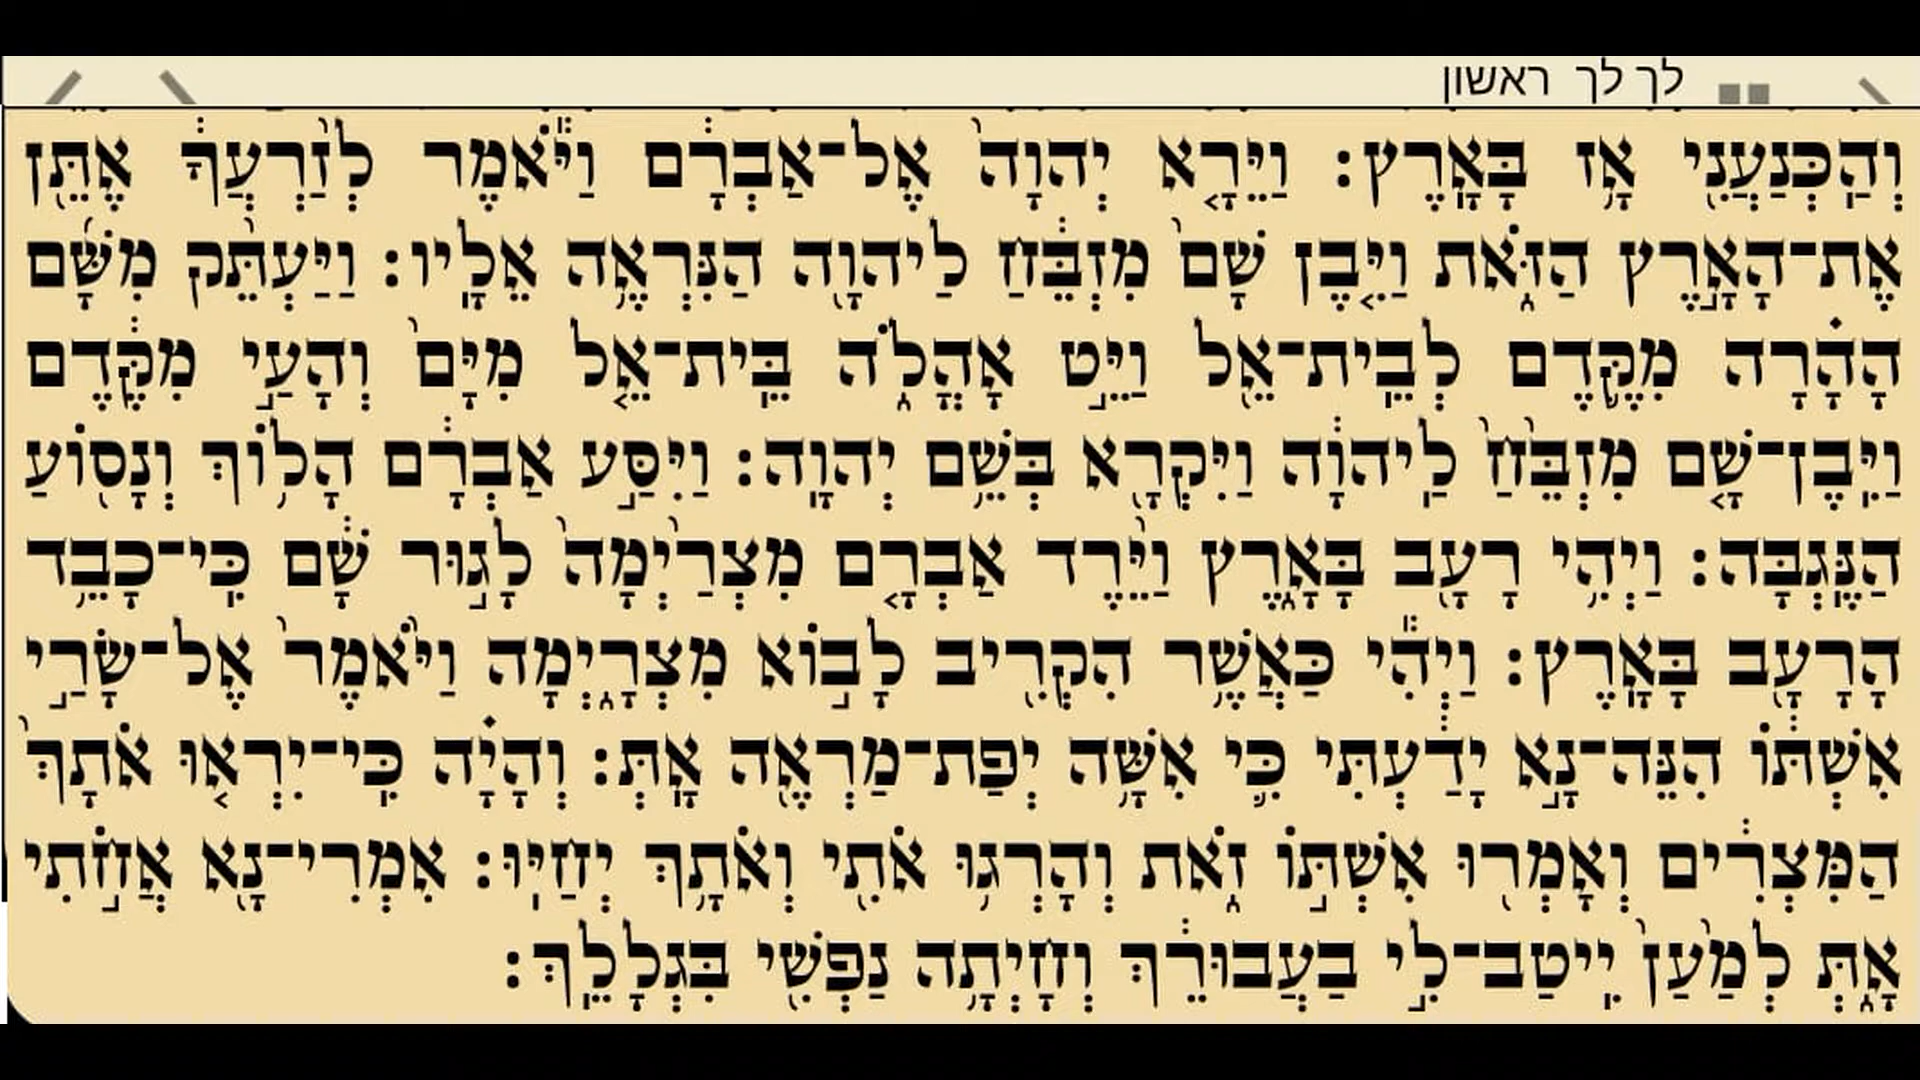 לך לך ראשון
וְהַֽכְּנַעֲנִ֖י אָ֥ז בָּאָֽרֶץ׃ וַיֵּרָ֤א יְהוָה֙ אֶל־אַבְרָ֔ם וַיֹּ֕אמֶר לְזַ֨רְעֲךָ֔ אֶתֵּ֖ן
אֶת־הָאָ֣רֶץ הַזֹּ֑את וַיִּ֤בֶן שָׁם֙ מִזְבֵּ֔חַ לַיהוָ֖ה הַנִּרְאֶ֥ה אֵלָֽיו׃ וַיַּעְתֵּ֨ק מִשָּׁ֜ם
הָהָ֗רָה מִקֶּ֛דֶם לְבֵֽית־אֵ֖ל וַיֵּ֣ט אָהֳלֹ֑ה בֵּֽית־אֵ֤ל מִיָּם֙ וְהָעַ֣י מִקֶּ֔דֶם
וַיִּֽבֶן־שָׁ֤ם מִזְבֵּ֙חַ֙ לַֽיהוָ֔ה וַיִּקְרָ֖א בְּשֵׁ֥ם יְהוָֽה׃ וַיִּסַּ֣ע אַבְרָ֔ם הָל֥וֹךְ וְנָס֖וֹעַ
הַנֶּֽגְבָּה׃ וַיְהִ֥י רָעָ֖ב בָּאָ֑רֶץ וַיֵּ֨רֶד אַבְרָ֤ם מִצְרַ֙יְמָה֙ לָג֣וּר שָׁ֔ם כִּֽי־כָבֵ֥ד
הָרָעָ֖ב בָּאָֽרֶץ׃ וַיְהִ֕י כַּאֲשֶׁ֥ר הִקְרִ֖יב לָב֣וֹא מִצְרָ֑יְמָה וַיֹּ֙אמֶר֙ אֶל־שָׂרַ֣י
אִשְׁתּ֔וֹ הִנֵּה־נָ֣א יָדַ֔עְתִּי כִּ֛י אִשָּׁ֥ה יְפַת־מַרְאֶ֖ה אָֽתְּ׃ וְהָיָ֗ה כִּֽי־יִרְא֤וּ אֹתָךְ֙
הַמִּצְרִ֔ים וְאָמְר֖וּ אִשְׁתּ֣וֹ זֹ֑את וְהָרְג֥וּ אֹתִ֖י וְאֹתָ֥ךְ יְחַיּֽוּ׃ אִמְרִי־נָ֖א אֲחֹ֣תִי
אָ֑תְּ לְמַ֙עַן֙ יִֽיטַב־לִ֣י בַעֲבוּרֵ֔ךְ וְחָיְתָ֥ה נַפְשִׁ֖י בִּגְלָלֵֽךְ׃